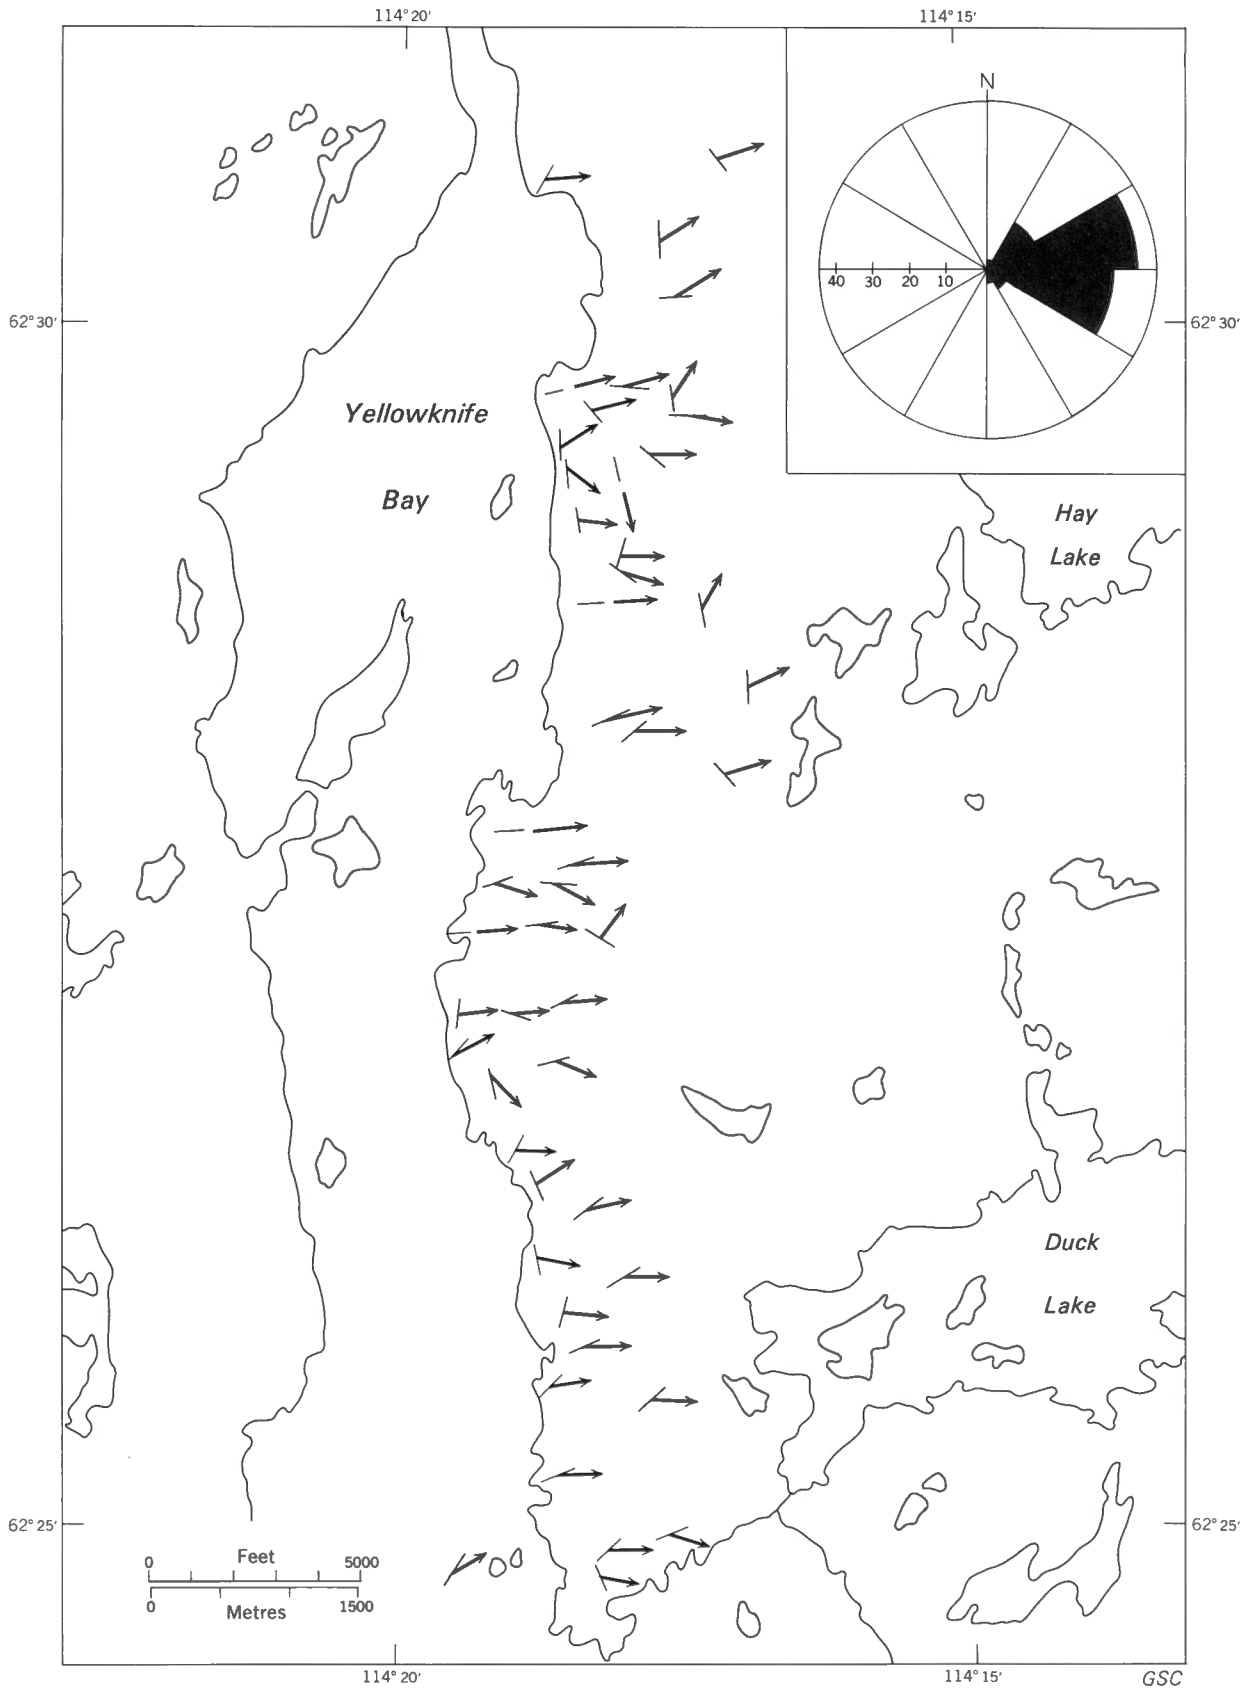 114° 20′ 114° 15′
N
40 30 20 10
62° 30′ 62° 30′
Yellowknife
Bay
Hay
Lake
Duck
Lake
62° 25′ 62° 25′
0 Feet 5000
0 Metres 1500
114° 20′ 114° 15′
GSC